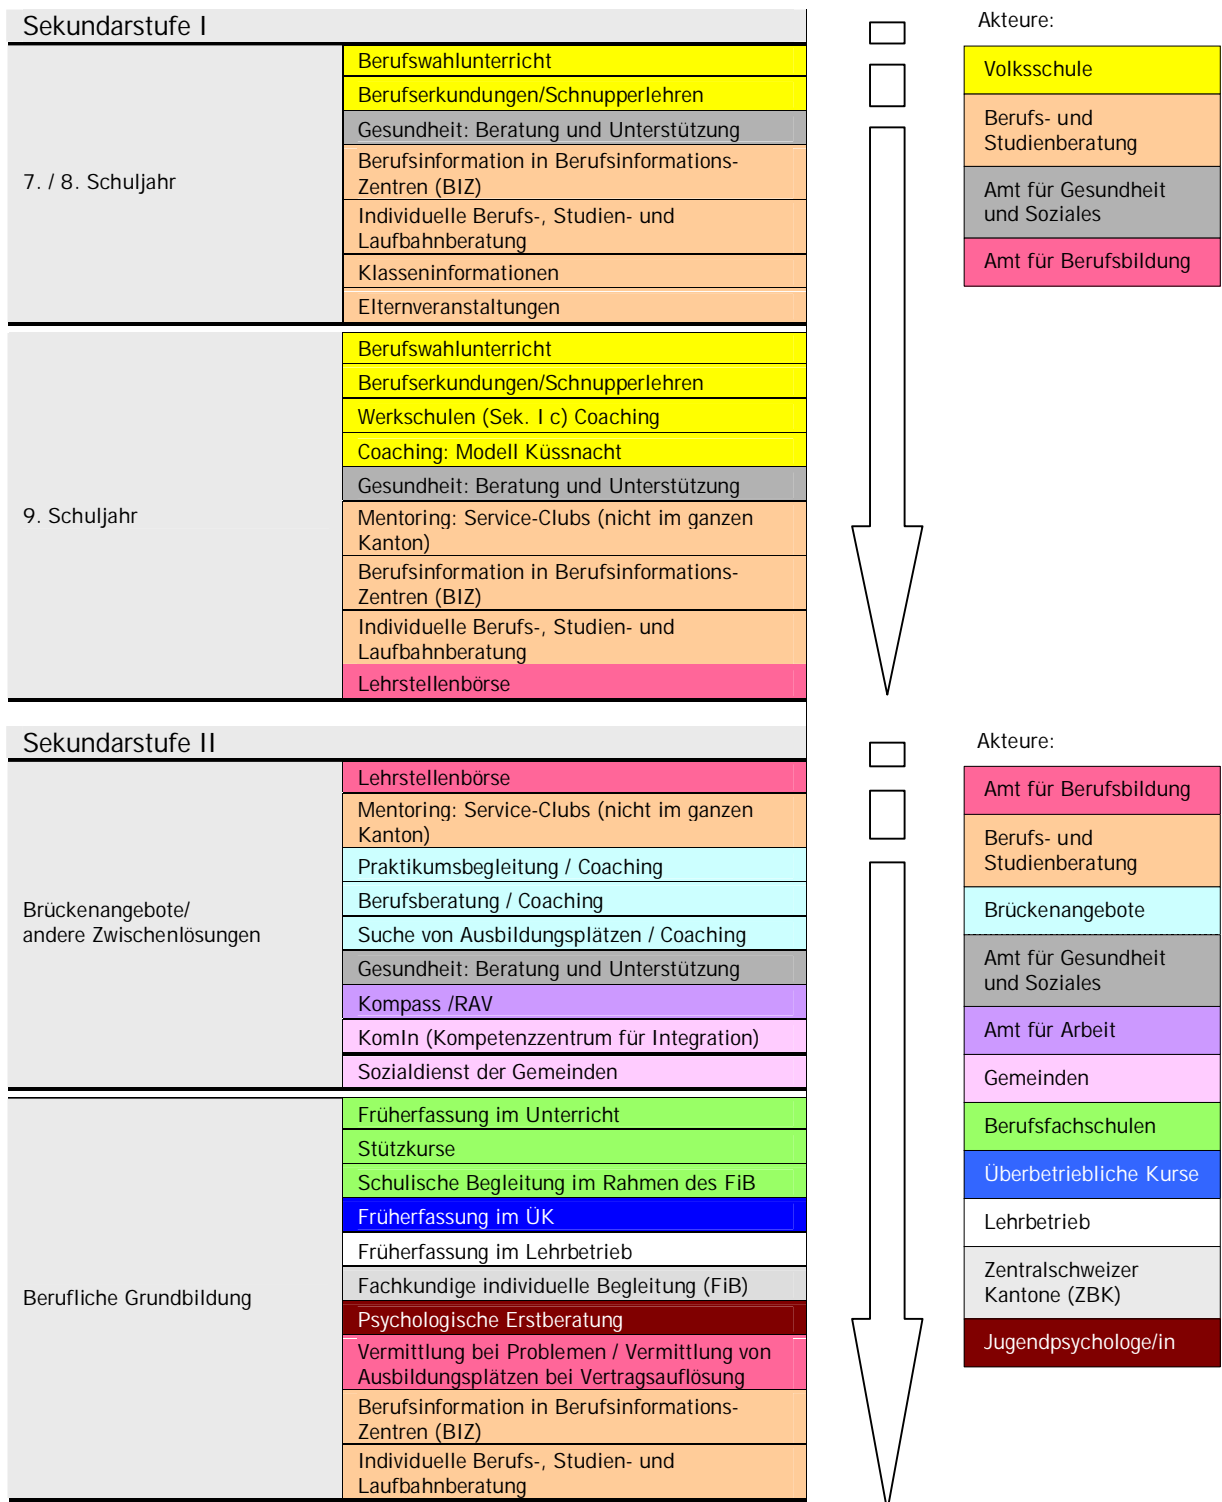 Sekundarstufe I
7. / 8. Schuljahr
Berufswahlunterricht
Berufserkundungen/Schnupperlehren
Gesundheit: Beratung und Unterstützung
Berufsinformation in Berufsinformations-
Zentren (BIZ)
Individuelle Berufs-, Studien- und
Laufbahnberatung
Klasseninformationen
Elternveranstaltungen
9. Schuljahr
Berufswahlunterricht
Berufserkundungen/Schnupperlehren
Werkschulen (Sek. I c) Coaching
Coaching: Modell Küssnacht
Gesundheit: Beratung und Unterstützung
Mentoring: Service-Clubs (nicht im ganzen
Kanton)
Berufsinformation in Berufsinformations-
Zentren (BIZ)
Individuelle Berufs-, Studien- und
Laufbahnberatung
Lehrstellenbörse
Akteure:
Volksschule
Berufs- und
Studienberatung
Amt für Gesundheit
und Soziales
Amt für Berufsbildung
Sekundarstufe II
Brückenangebote/
andere Zwischenlösungen
Lehrstellenbörse
Mentoring: Service-Clubs (nicht im ganzen
Kanton)
Praktikumsbegleitung / Coaching
Berufsberatung / Coaching
Suche von Ausbildungsplätzen / Coaching
Gesundheit: Beratung und Unterstützung
Kompass /RAV
KomIn (Kompetenzzentrum für Integration)
Sozialdienst der Gemeinden
Berufliche Grundbildung
Früherfassung im Unterricht
Stützkurse
Schulische Begleitung im Rahmen des FiB
Früherfassung im ÜK
Früherfassung im Lehrbetrieb
Fachkundige individuelle Begleitung (FiB)
Psychologische Erstberatung
Vermittlung bei Problemen / Vermittlung von
Ausbildungsplätzen bei Vertragsauflösung
Berufsinformation in Berufsinformations-
Zentren (BIZ)
Individuelle Berufs-, Studien- und
Laufbahnberatung
Akteure:
Amt für Berufsbildung
Berufs- und
Studienberatung
Brückenangebote
Amt für Gesundheit
und Soziales
Amt für Arbeit
Gemeinden
Berufsfachschulen
Überbetriebliche Kurse
Lehrbetrieb
Zentralschweizer
Kantone (ZBK)
Jugendpsychologe/in